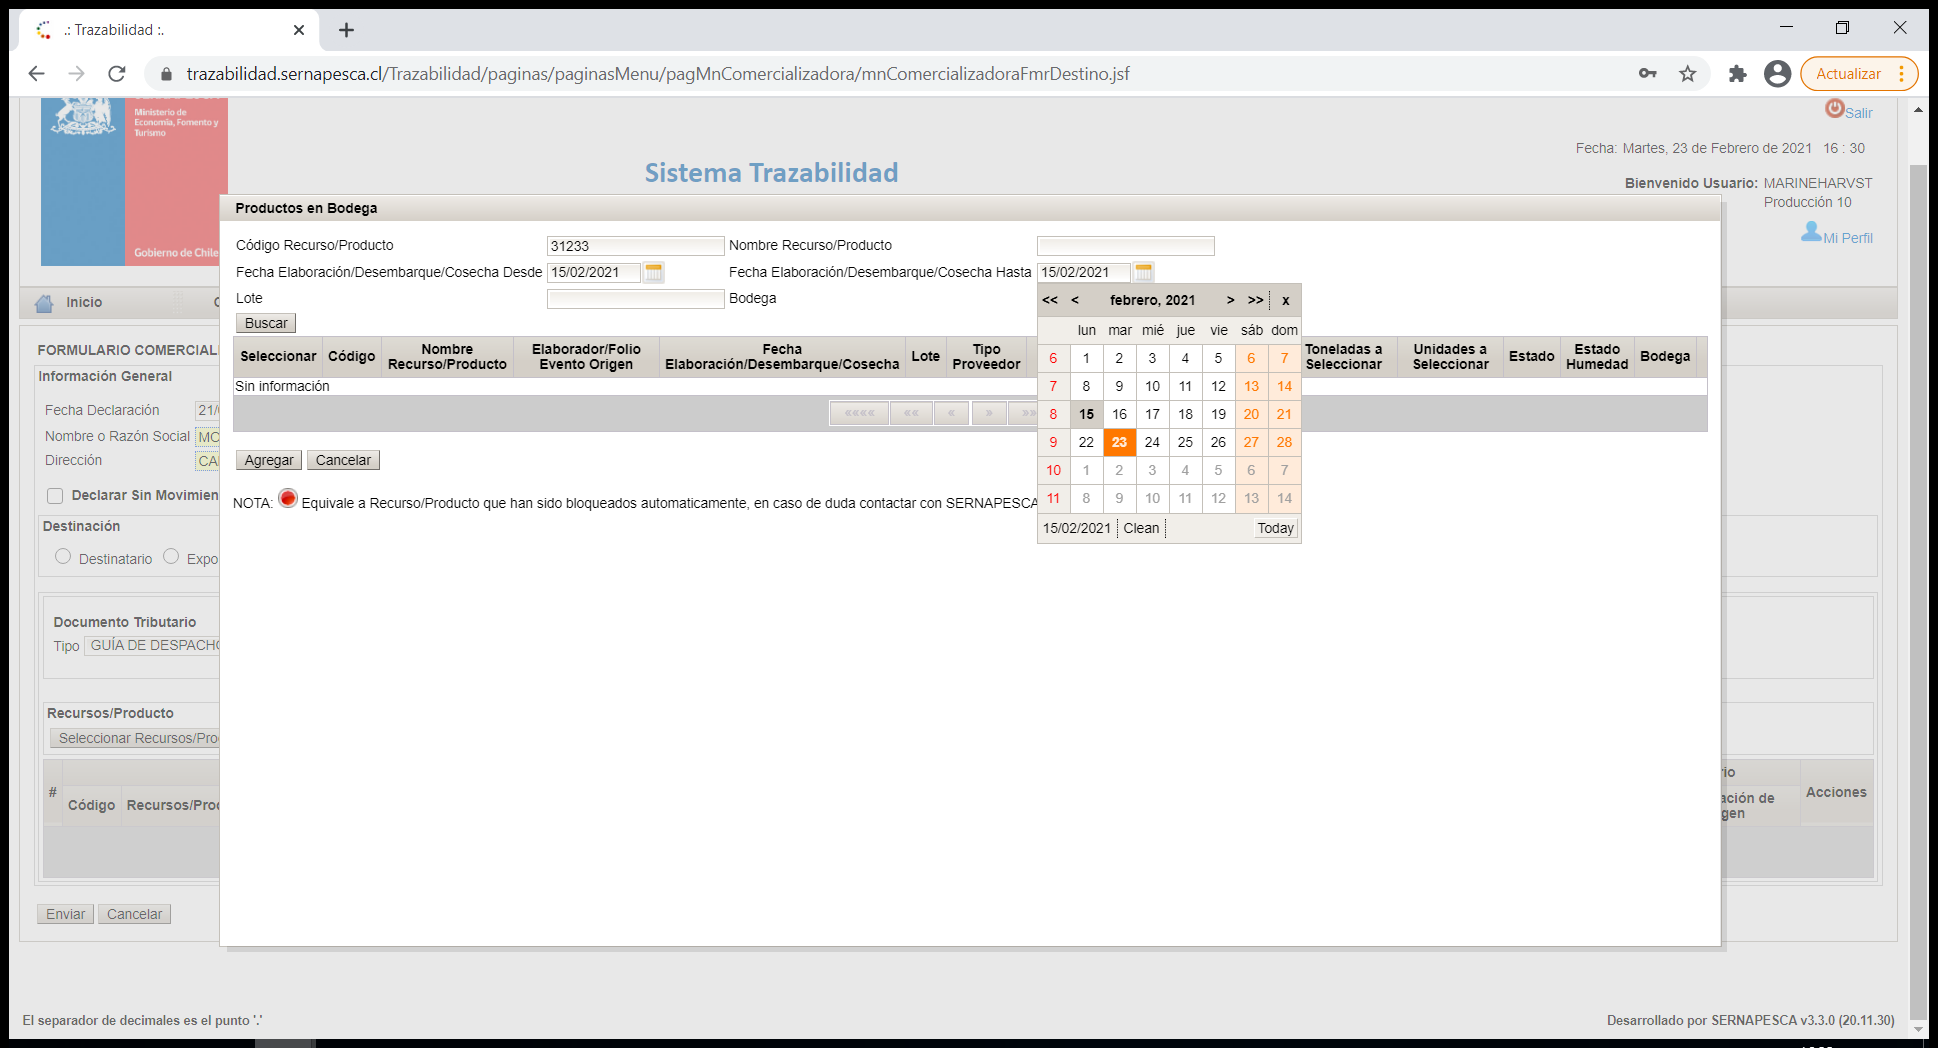 .: Trazabilidad :.
trazabilidad.sernapesca.cl/Trazabilidad/paginas/paginasMenu/pagMnComercializadora/mnComercializadoraFmrDestino.jsf
Actualizar
Ministerio de
Economía, Fomento y
Turismo
Gobierno de Chile
Sistema Trazabilidad
Salir
Fecha: Martes, 23 de Febrero de 2021 16 : 30
Bienvenido Usuario: MARINEHARVST
Producción 10
Mi Perfil
Inicio
Productos en Bodega
Código Recurso/Producto 31233 Nombre Recurso/Producto
Fecha Elaboración/Desembarque/Cosecha Desde 15/02/2021 Fecha Elaboración/Desembarque/Cosecha Hasta 15/02/2021
Lote Bodega
Buscar
Seleccionar Código Nombre Recurso/Producto Elaborador/Folio Evento Origen Fecha Elaboración/Desembarque/Cosecha Lote Tipo Proveedor Toneladas a Seleccionar Unidades a Seleccionar Estado Estado Humedad Bodega
Sin información
«««« «« « » »»
Agregar Cancelar
NOTA: Equivale a Recurso/Producto que han sido bloqueados automaticamente, en caso de duda contactar con SERNAPESCA
<< < febrero, 2021 > >> x
lun mar mié jue vie sáb dom
6 1 2 3 4 5 6 7
7 8 9 10 11 12 13 14
8 15 16 17 18 19 20 21
9 22 23 24 25 26 27 28
10 1 2 3 4 5 6 7
11 8 9 10 11 12 13 14
15/02/2021 Clean Today
FORMULARIO COMERCIAL
Información General
Fecha Declaración 21/
Nombre o Razón Social MO
Dirección CA
Declarar Sin Movimien
Destinación
Destinatario Expo
Documento Tributario
Tipo GUÍA DE DESPACHO
Recursos/Producto
Seleccionar Recursos/Pro
# Código Recursos/Prod
rio
ación de
gen
Acciones
Enviar Cancelar
El separador de decimales es el punto '.'
Desarrollado por SERNAPESCA v3.3.0 (20.11.30)